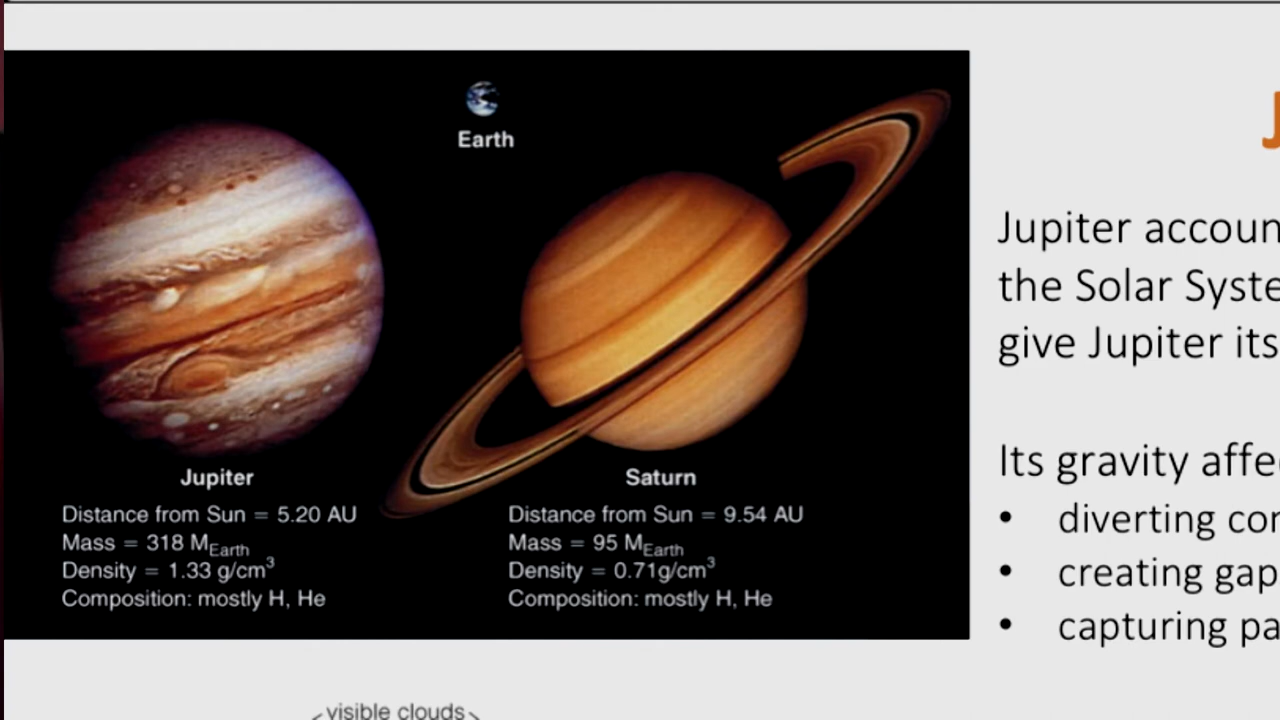 Earth
Jupiter
Distance from Sun = 5.20 AU
Mass = 318 MEarth
Density = 1.33 g/cm3
Composition: mostly H, He
Saturn
Distance from Sun = 9.54 AU
Mass = 95 MEarth
Density = 0.71g/cm3
Composition: mostly H, He
J
Jupiter accoun
the Solar Syste
give Jupiter its
Its gravity affe
• diverting co
• creating gap
• capturing pa
visible clouds